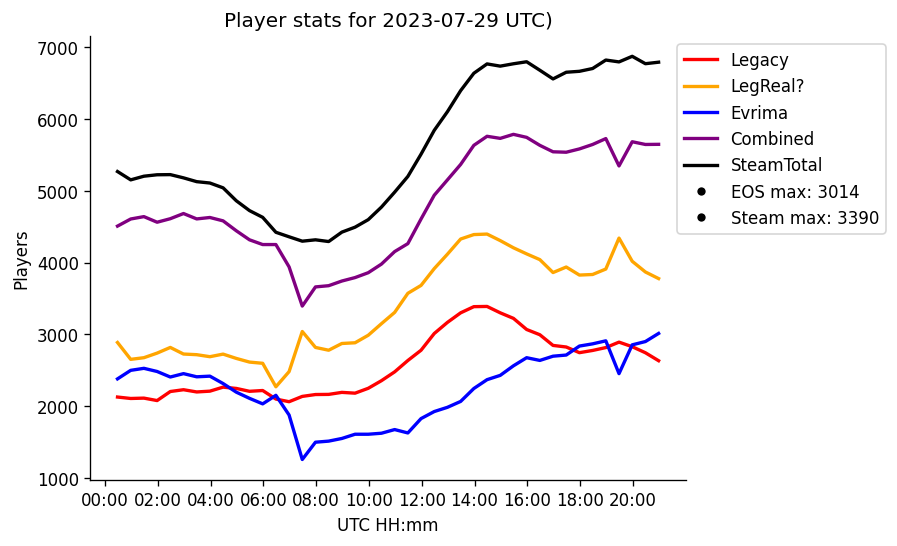 Player stats for 2023-07-29 UTC)
7000
6000
5000
4000
3000
2000
1000
Players
00:00 02:00 04:00 06:00 08:00 10:00 12:00 14:00 16:00 18:00 20:00
UTC HH:mm
Legacy
LegReal?
Evrima
Combined
SteamTotal
EOS max: 3014
Steam max: 3390